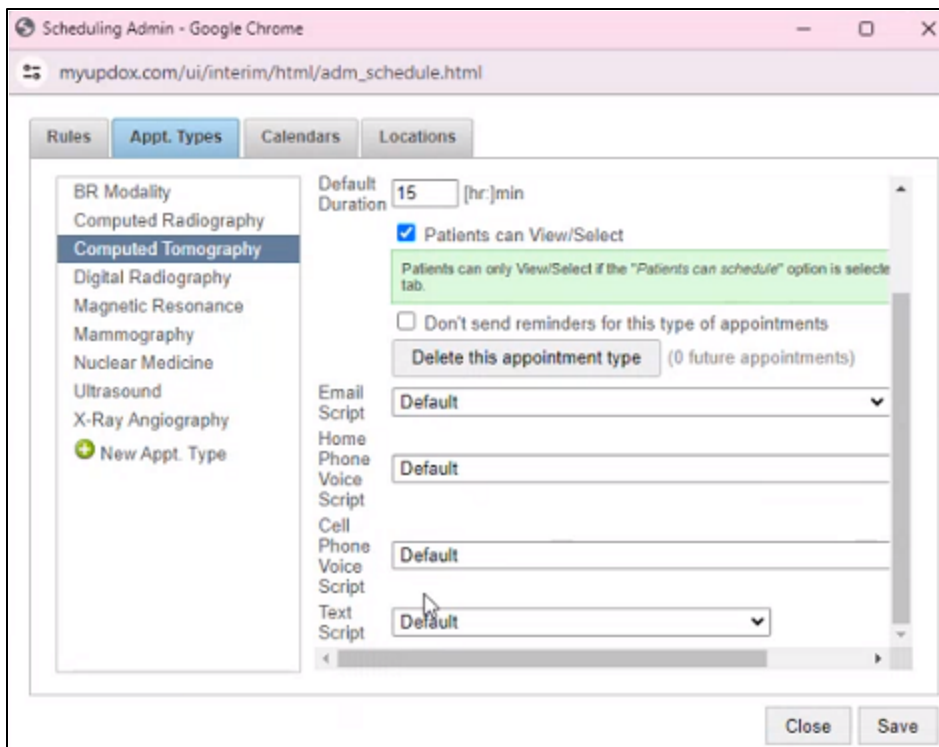 Scheduling Admin - Google Chrome
myupdox.com/ui/interim/html/adm_schedule.html
Rules
Appt. Types
Calendars
Locations
BR Modality
Computed Radiography
Computed Tomography
Digital Radiography
Magnetic Resonance
Mammography
Nuclear Medicine
Ultrasound
X-Ray Angiography
New Appt. Type
Default
Duration
15
[hr:]min
Patients can View/Select
Patients can only View/Select if the "Patients can schedule" option is selecte
tab.
Don't send reminders for this type of appointments
Delete this appointment type
(0 future appointments)
Email
Script
Default
Home
Phone
Voice
Script
Default
Cell
Phone
Voice
Script
Default
Text
Script
Default
Close
Save